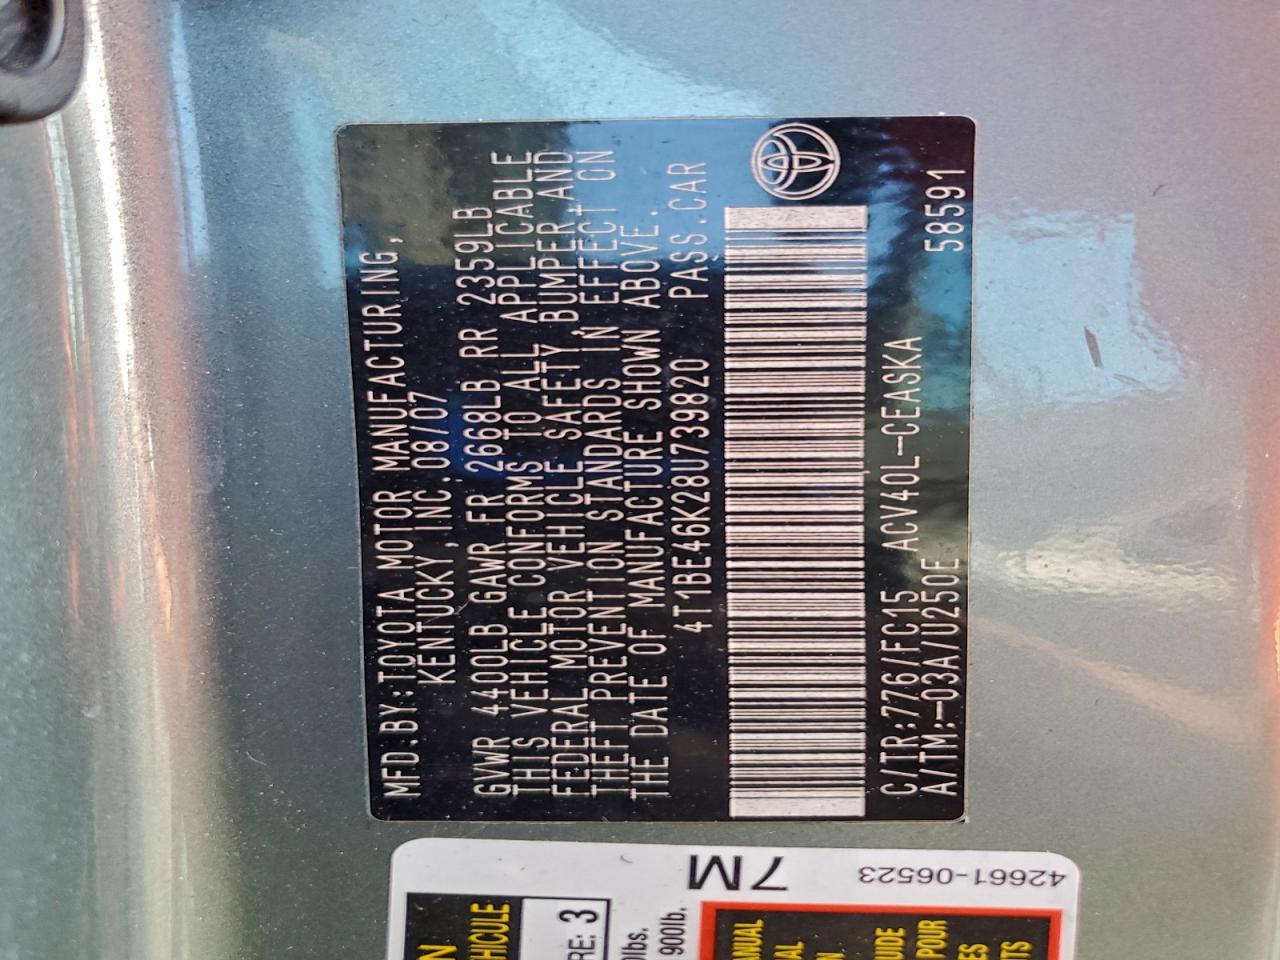 MFD.BY:TOYOTA MOTOR MANUFACTURING,
KENTUCKY,INC.08/07
GVWR 4400LB GAWR FR 2668LB RR 2359LB
THIS VEHICLE CONFORMS TO ALL APPLICABLE
FEDERAL MOTOR VEHICLE SAFETY,BUMPER,AND
THEFT PREVENTION STANDARDS IN EFFECT ON
THE DATE OF MANUFACTURE SHOWN ABOVE.
4T1BE46K28U739820 PASS.CAR
C/TR:776/FC15 ACV40L-CEASKA
A/TM:-03A/U250E 58591
7M
42661-06523
3
900lb.